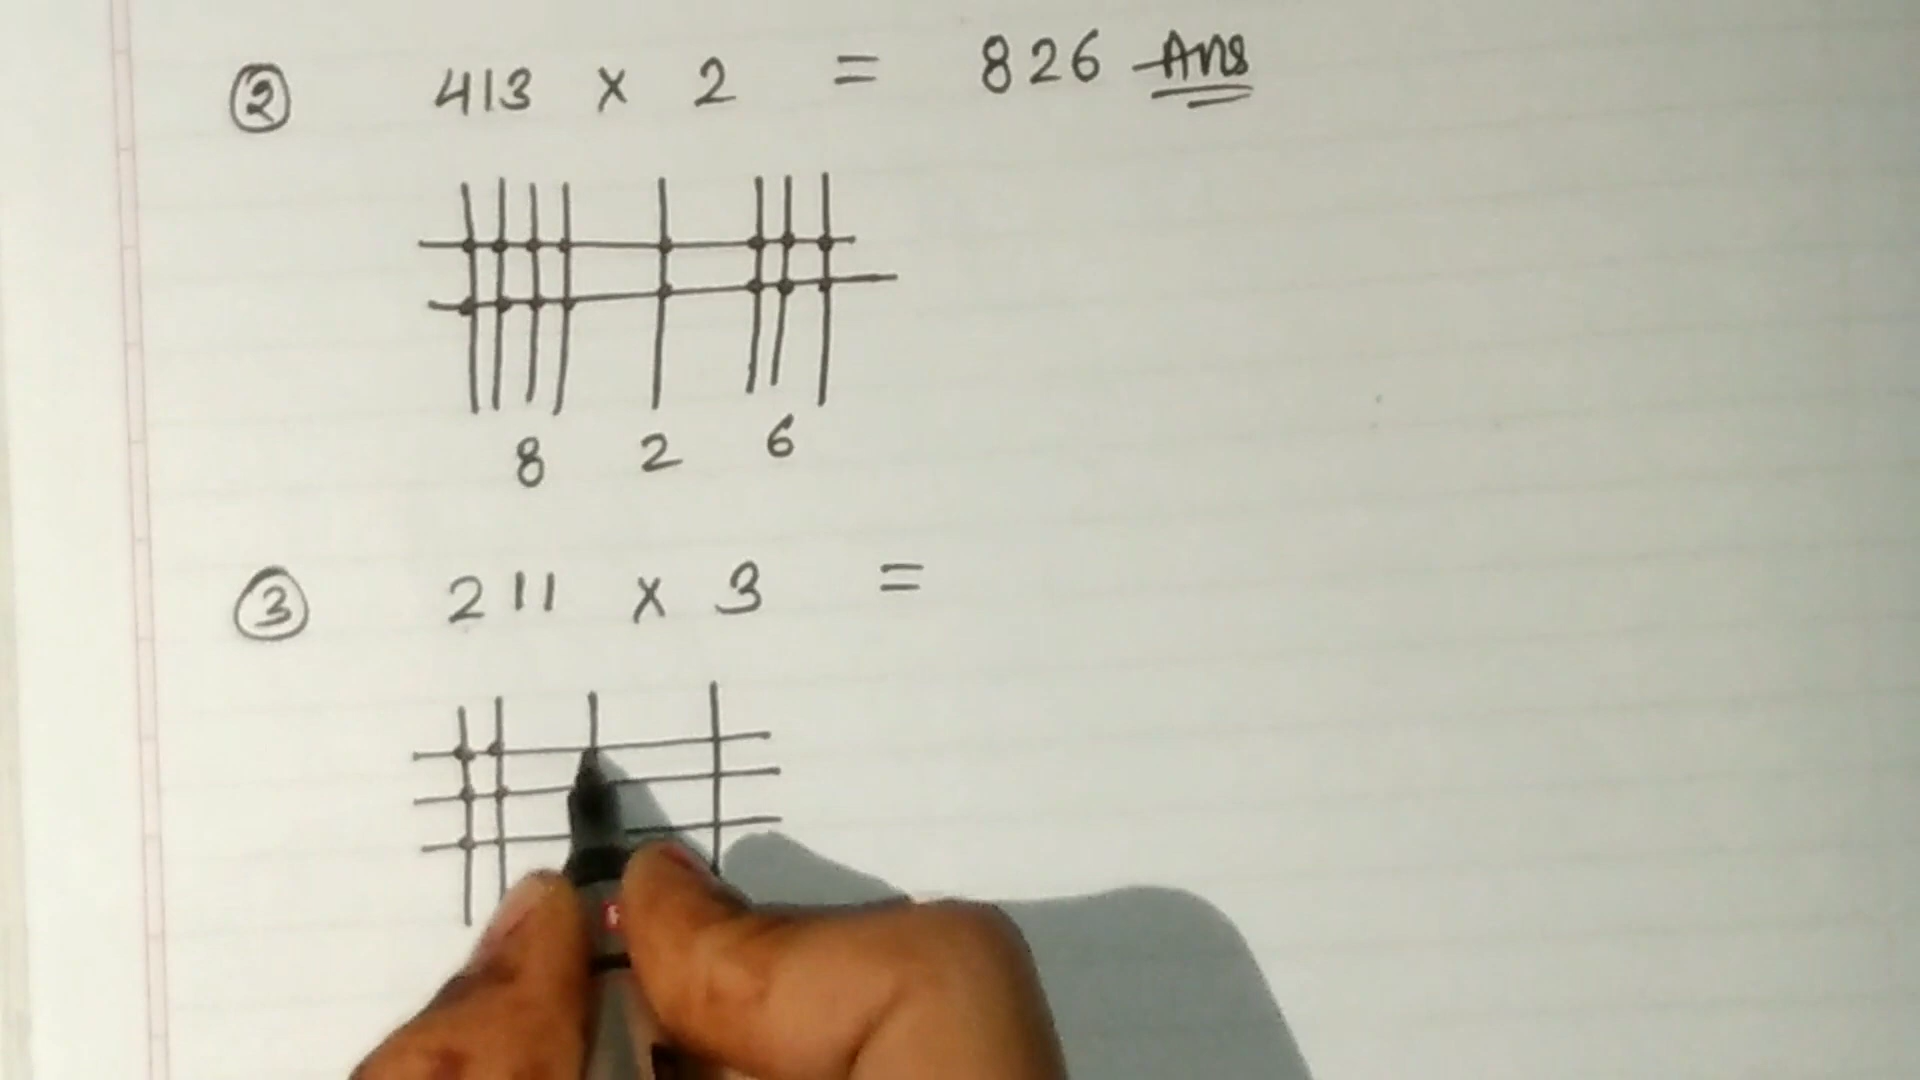 ② 413 x 2 = 826 Ans
8 2 6
③ 211 x 3 =